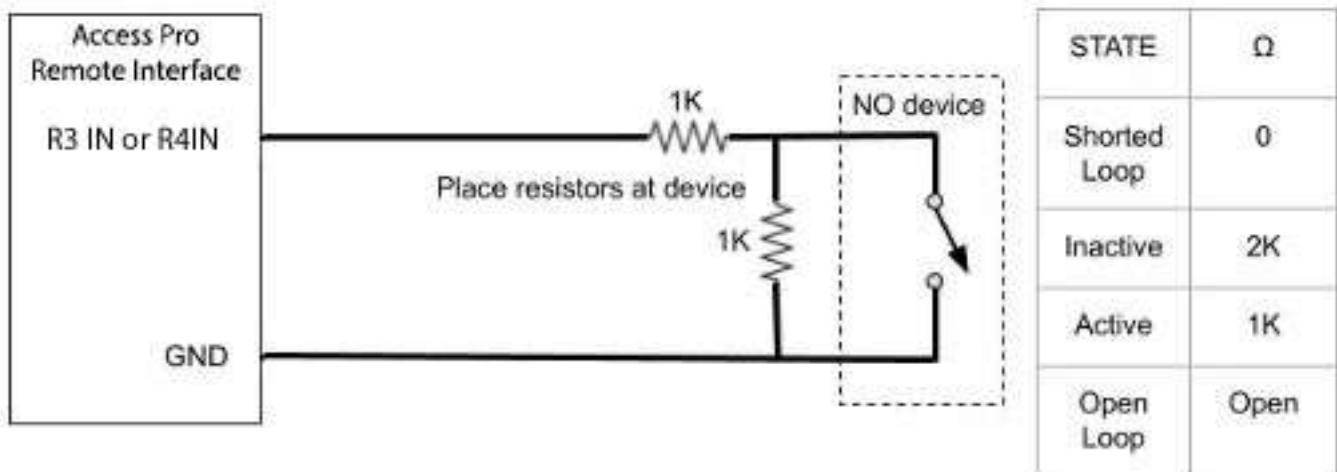 Access Pro
Remote Interface
R3 IN or R4IN
GND
1K
Place resistors at device
1K
NO device
STATE Ω
Shorted 0
Loop
Inactive 2K
Active 1K
Open Open
Loop